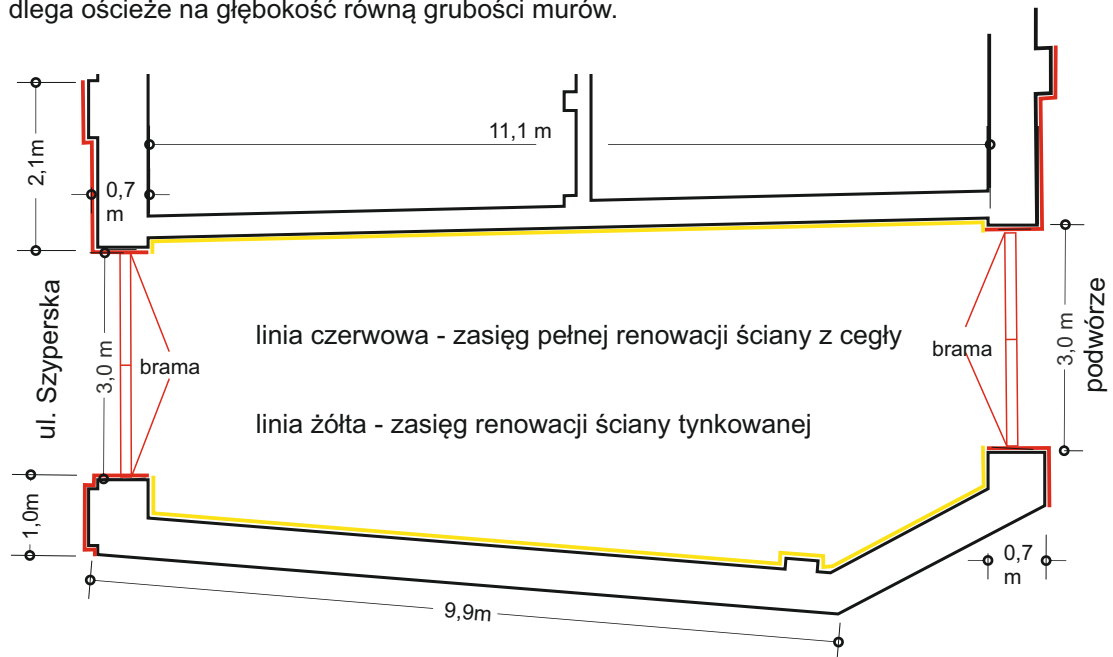 dlega ościeże na głębokość równą grubości murów.
11,1 m
2,1m
0,7
m
ul. Szyperska
3,0 m
brama
linia czerwowa - zasięg pełnej renowacji ściany z cegły
brama
3,0 m
podwórze
linia żółta - zasięg renowacji ściany tynkowanej
1,0m
0,7
m
9,9m